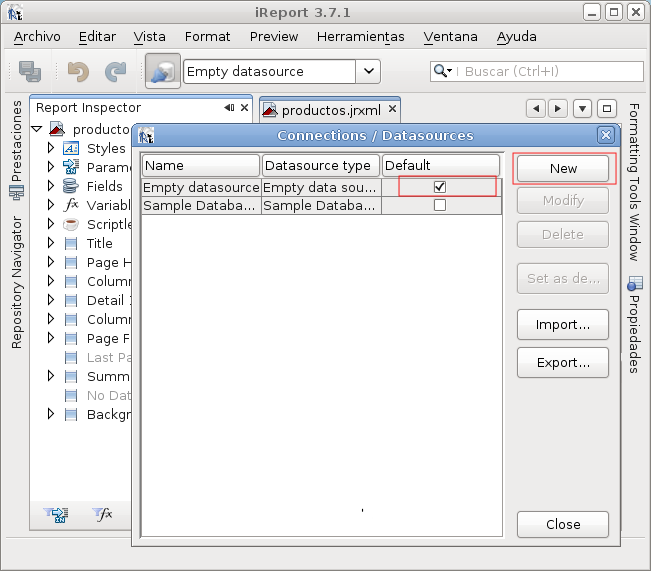 iReport 3.7.1
Archivo Editar Vista Format Preview Herramientas Ventana Ayuda
Empty datasource
Buscar (Ctrl+I)
Prestaciones
Repository Navigator
Report Inspector
productos.jrxml
producto
Styles
Parame
Fields
Variabl
Scriptle
Title
Page H
Column
Detail
Column
Page F
Last Pa
Summ
No Dat
Backgr
fx
Connections / Datasources
Name Datasource type Default
Empty datasource Empty data sou...
Sample Databa... Sample Databa...
New
Modify
Delete
Set as de...
Import...
Export...
Close
Formatting Tools Window
Propiedades